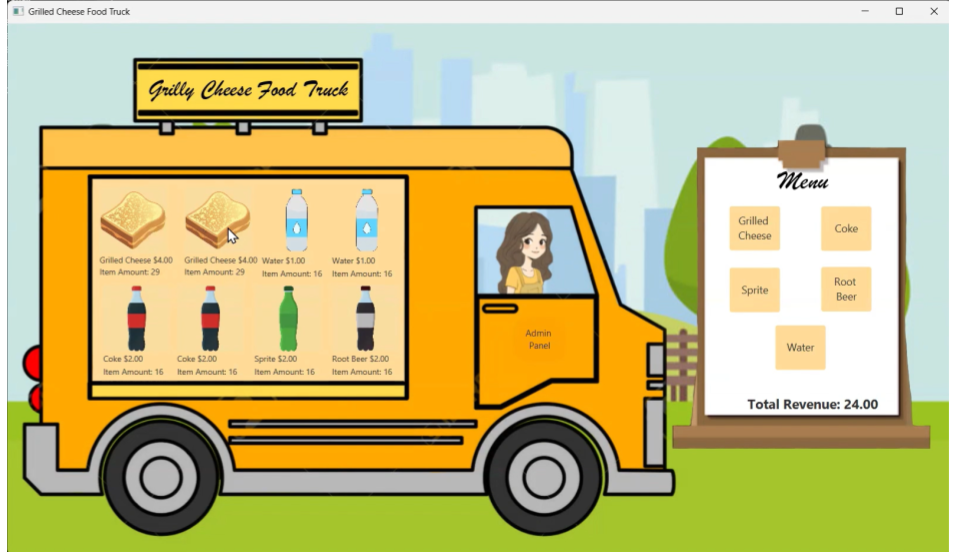 Grilled Cheese Food Truck
Grilly Cheese Food Truck
Grilled Cheese $4.00
Item Amount: 29
Grilled Cheese $4.00
Item Amount: 29
Water $1.00
Item Amount: 16
Water $1.00
Item Amount: 16
Coke $2.00
Item Amount: 16
Coke $2.00
Item Amount: 16
Sprite $2.00
Item Amount: 16
Root Beer $2.00
Item Amount: 16
Admin
Panel
Menu
Grilled
Cheese
Coke
Sprite
Root
Beer
Water
Total Revenue: 24.00